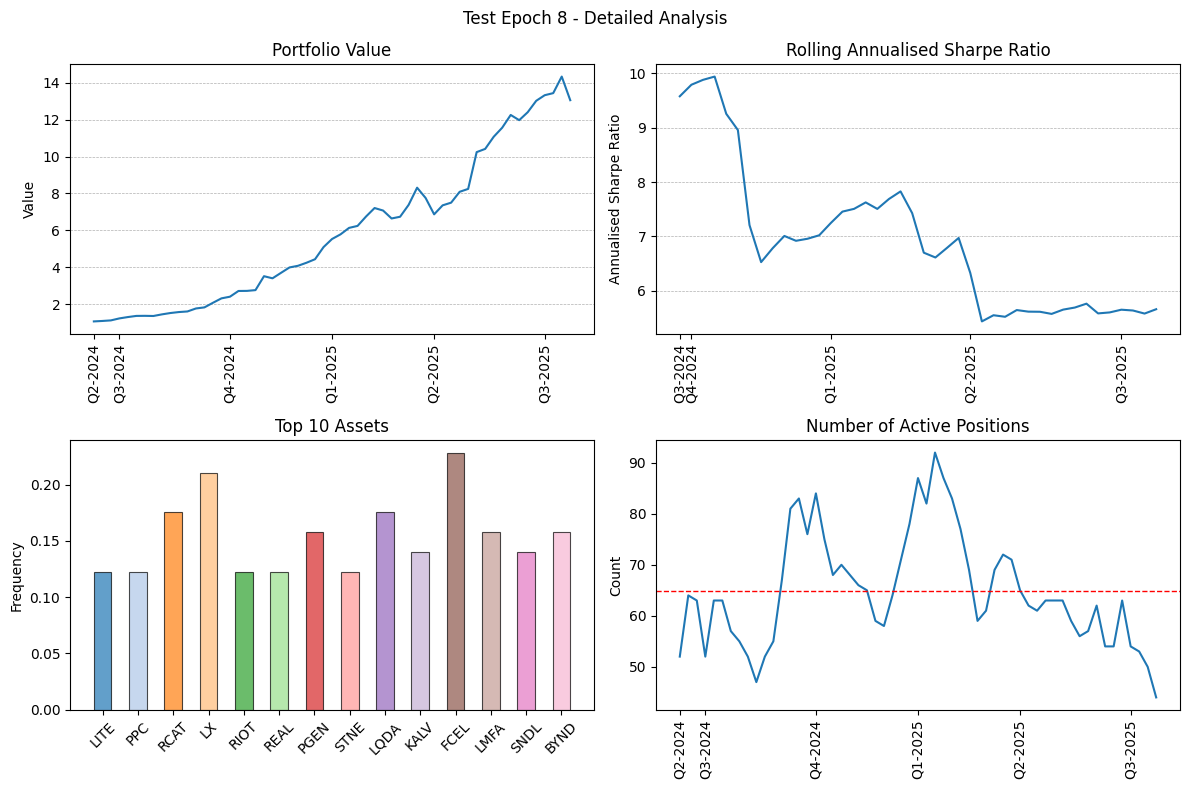 Test Epoch 8 - Detailed Analysis
Portfolio Value
Value
14
12
10
8
6
4
2
Q2-2024
Q3-2024
Q4-2024
Q1-2025
Q2-2025
Q3-2025
Rolling Annualised Sharpe Ratio
Annualised Sharpe Ratio
10
9
8
7
6
Q3-2024
Q4-2024
Q1-2025
Q2-2025
Q3-2025
Top 10 Assets
Frequency
0.20
0.15
0.10
0.05
0.00
LITE
PPC
RCAT
LX
RIOT
REAL
PGEN
STNE
LQDA
KALV
FCEL
LMFA
SNDL
BYND
Number of Active Positions
Count
90
80
70
60
50
Q2-2024
Q3-2024
Q4-2024
Q1-2025
Q2-2025
Q3-2025